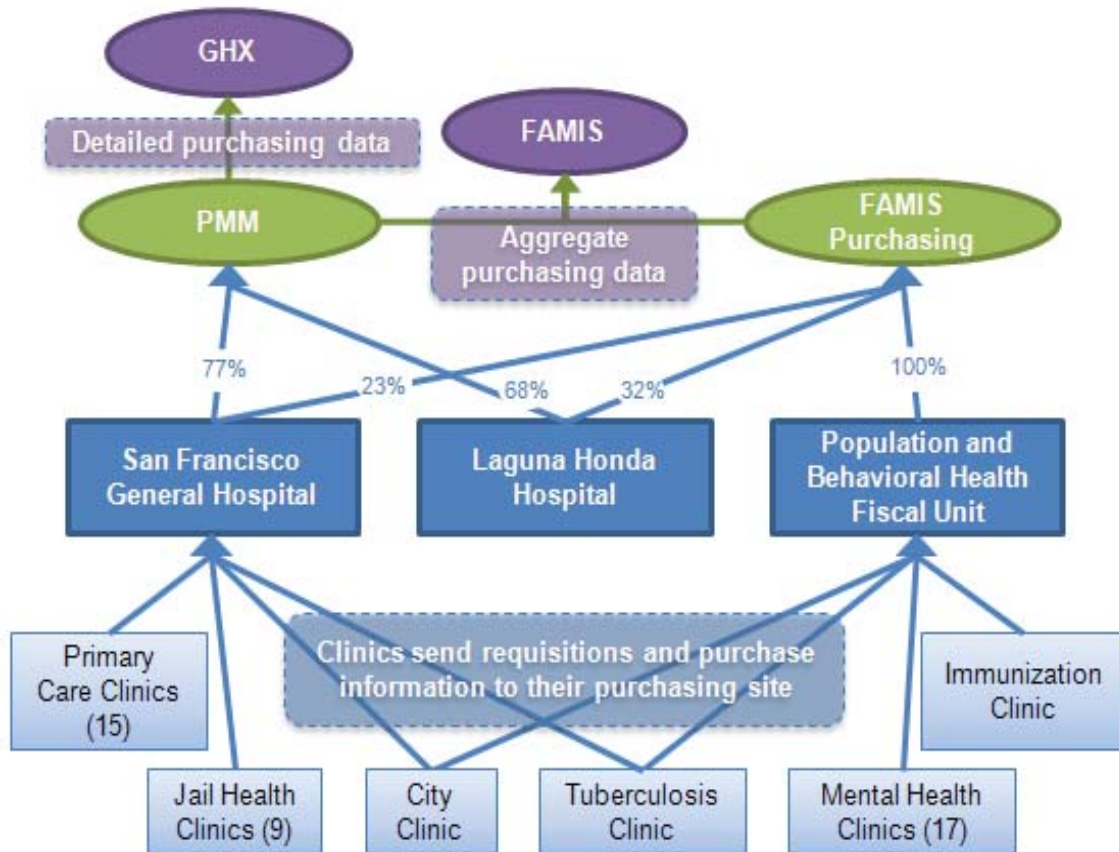 GHX
Detailed purchasing data
FAMIS
PMM
Aggregate
purchasing data
FAMIS
Purchasing
77%
23%
68%
32%
100%
San Francisco
General Hospital
Laguna Honda
Hospital
Population and
Behavioral Health
Fiscal Unit
Clinics send requisitions and purchase
information to their purchasing site
Primary
Care Clinics
(15)
Immunization
Clinic
Jail Health
Clinics (9)
City
Clinic
Tuberculosis
Clinic
Mental Health
Clinics (17)